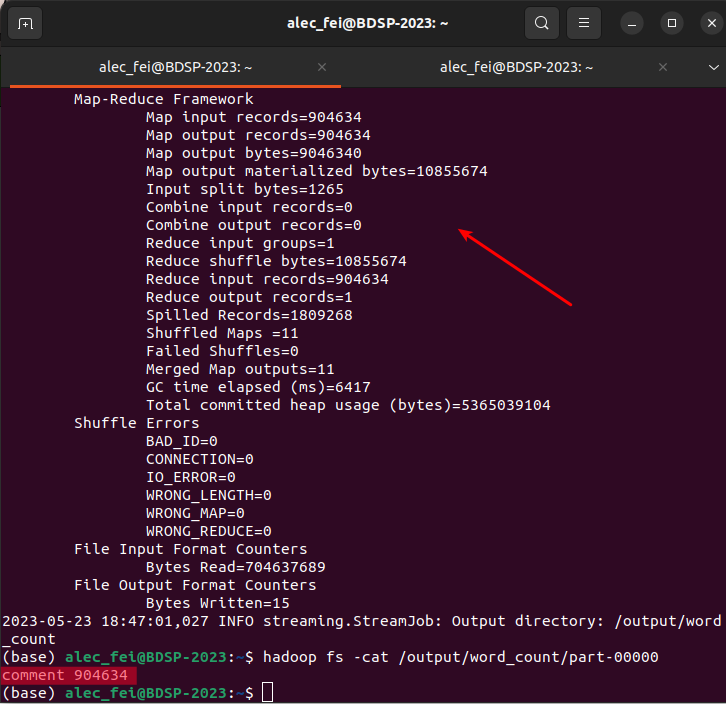 alec_fei@BDSP-2023: ~
alec_fei@BDSP-2023: ~
alec_fei@BDSP-2023: ~
Map-Reduce Framework
Map input records=904634
Map output records=904634
Map output bytes=9046340
Map output materialized bytes=10855674
Input split bytes=1265
Combine input records=0
Combine output records=0
Reduce input groups=1
Reduce shuffle bytes=10855674
Reduce input records=904634
Reduce output records=1
Spilled Records=1809268
Shuffled Maps =11
Failed Shuffles=0
Merged Map outputs=11
GC time elapsed (ms)=6417
Total committed heap usage (bytes)=5365039104
Shuffle Errors
BAD_ID=0
CONNECTION=0
IO_ERROR=0
WRONG_LENGTH=0
WRONG_MAP=0
WRONG_REDUCE=0
File Input Format Counters
Bytes Read=704637689
File Output Format Counters
Bytes Written=15
2023-05-23 18:47:01,027 INFO streaming.StreamJob: Output directory: /output/word
_count
(base) alec_fei@BDSP-2023:~$ hadoop fs -cat /output/word_count/part-00000
comment 904634
(base) alec_fei@BDSP-2023:~$